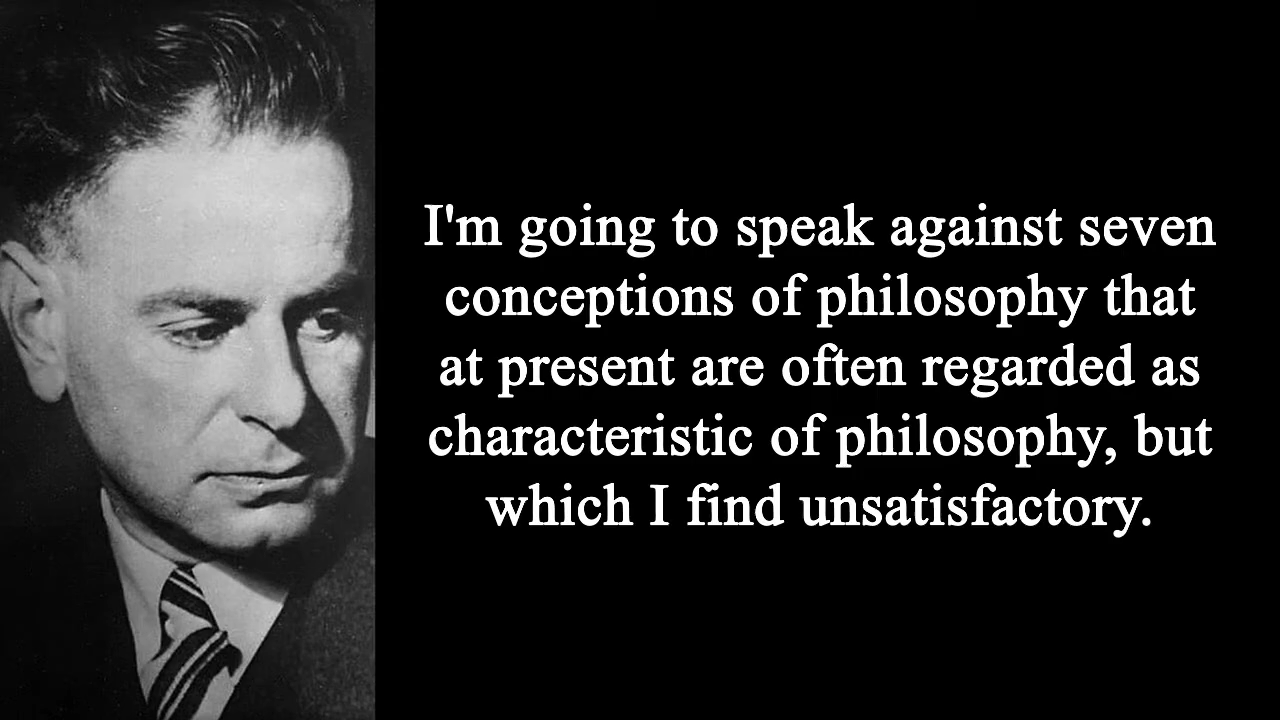 I'm going to speak against seven
conceptions of philosophy that
at present are often regarded as
characteristic of philosophy, but
which I find unsatisfactory.